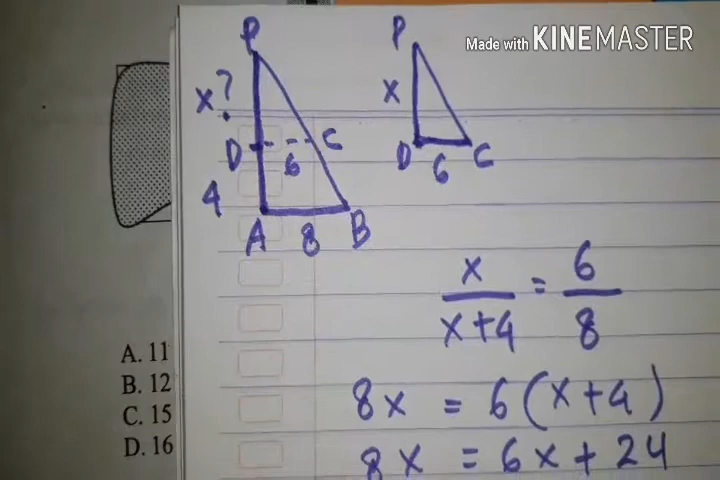 Made with KINEMASTER
P
x?
D
6
C
4
A
8
B
P
x
D
6
C
x/x+4 = 6/8
8x = 6(x+4)
8x = 6x+24
A. 11
B. 12
C. 15
D. 16